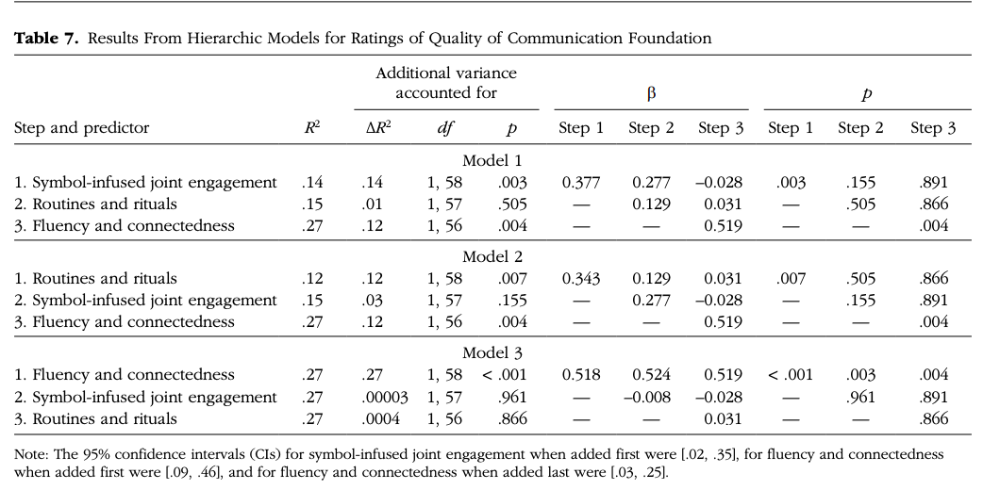 Table 7. Results From Hierarchic Models for Ratings of Quality of Communication Foundation
Additional variance
accounted for β p
Step and predictor R² ΔR² df p Step 1 Step 2 Step 3 Step 1 Step 2 Step 3
Model 1
1. Symbol-infused joint engagement .14 .14 1, 58 .003 0.377 0.277 –0.028 .003 .155 .891
2. Routines and rituals .15 .01 1, 57 .505 — 0.129 0.031 — .505 .866
3. Fluency and connectedness .27 .12 1, 56 .004 — — 0.519 — — .004
Model 2
1. Routines and rituals .12 .12 1, 58 .007 0.343 0.129 0.031 .007 .505 .866
2. Symbol-infused joint engagement .15 .03 1, 57 .155 — 0.277 –0.028 — .155 .891
3. Fluency and connectedness .27 .12 1, 56 .004 — — 0.519 — — .004
Model 3
1. Fluency and connectedness .27 .27 1, 58 < .001 0.518 0.524 0.519 < .001 .003 .004
2. Symbol-infused joint engagement .27 .00003 1, 57 .961 — –0.008 –0.028 — .961 .891
3. Routines and rituals .27 .0004 1, 56 .866 — — 0.031 — — .866
Note: The 95% confidence intervals (CIs) for symbol-infused joint engagement when added first were [.02, .35], for fluency and connectedness
when added first were [.09, .46], and for fluency and connectedness when added last were [.03, .25].